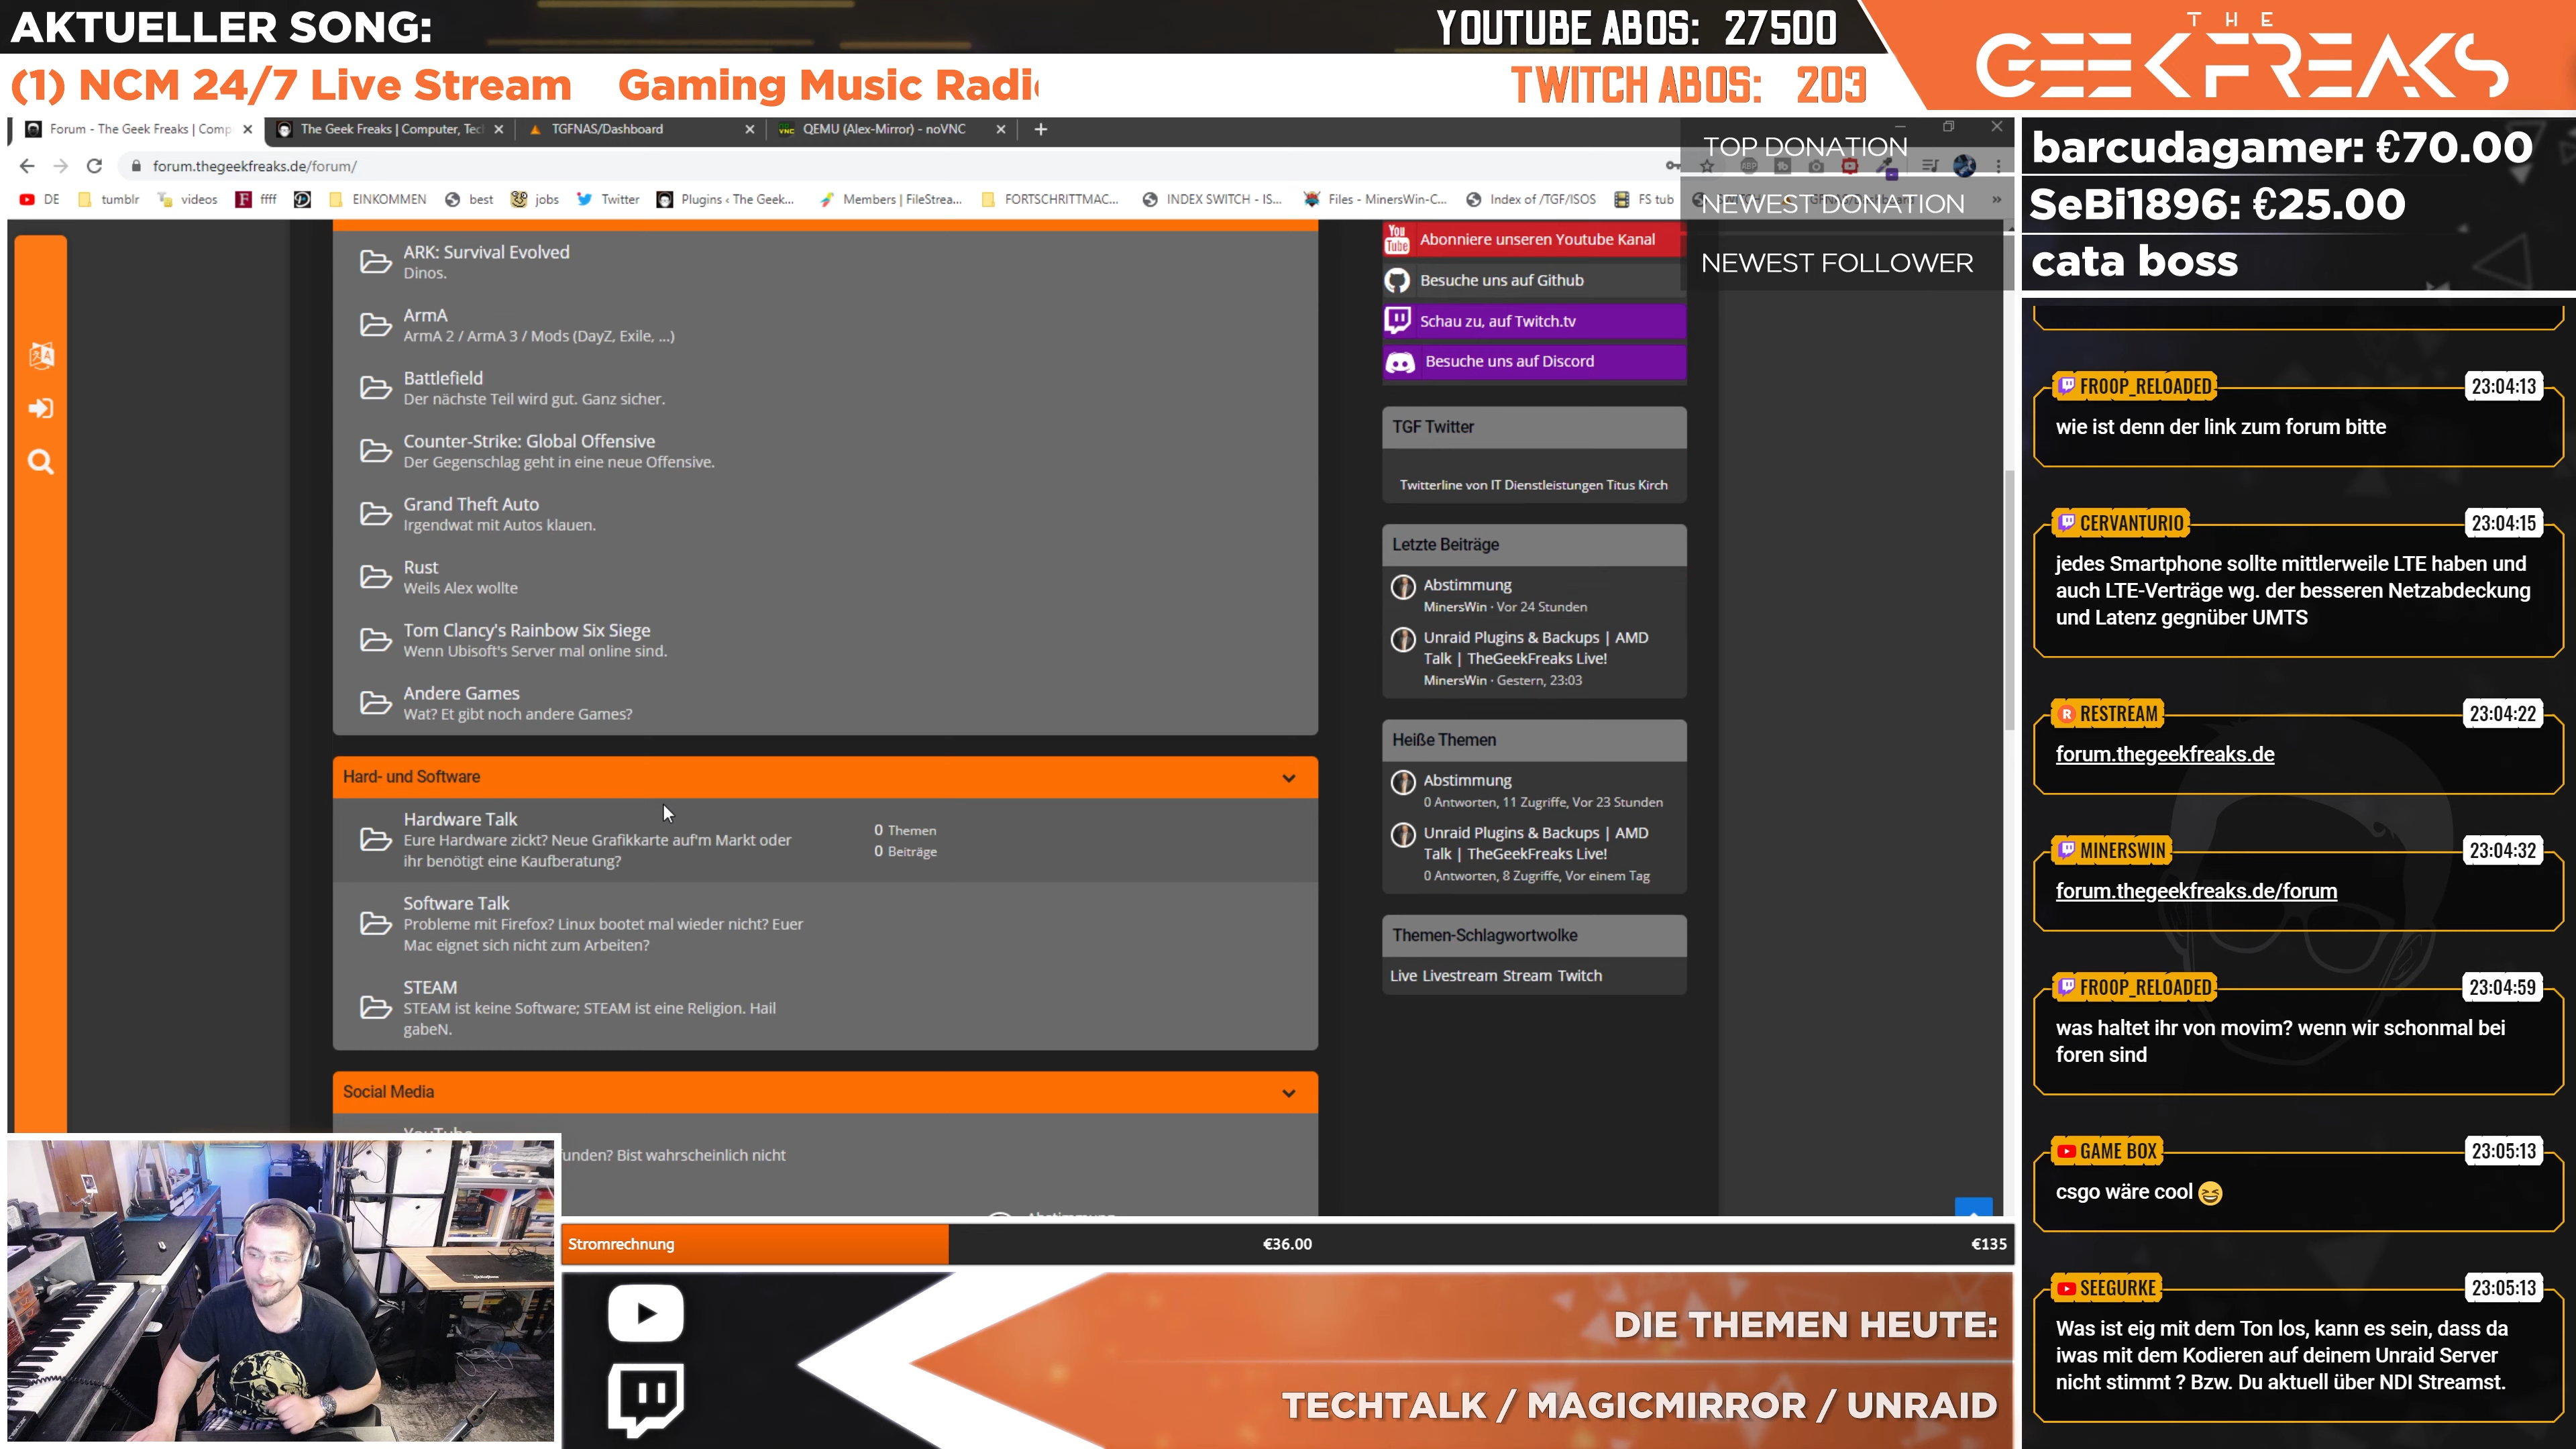 AKTUELLER SONG:
(1) NCM 24/7 Live Stream Gaming Music Radi
YOUTUBE ABOS: 27500
TWITCH ABOS: 203
THE
GEEKFREAKS
Forum - The Geek Freaks | Comp
The Geek Freaks | Computer, Tec
TGFNAS/Dashboard
QEMU (Alex-Mirror) - noVNC
forum.thegeekfreaks.de/forum/
DE
tumblr
videos
ffff
EINKOMMEN
best
jobs
Twitter
Plugins ‹ The Geek...
Members | FileStrea...
FORTSCHRITTMAC...
INDEX SWITCH - IS...
Files - MinersWin-C...
Index of /TGF/ISOS
FS tub
TOP DONATION
NEWEST DONATION
NEWEST FOLLOWER
barcudagamer: €70.00
SeBi1896: €25.00
cata boss
ARK: Survival Evolved
Dinos.
ArmA
ArmA 2 / ArmA 3 / Mods (DayZ, Exile, ...)
Battlefield
Der nächste Teil wird gut. Ganz sicher.
Counter-Strike: Global Offensive
Der Gegenschlag geht in eine neue Offensive.
Grand Theft Auto
Irgendwat mit Autos klauen.
Rust
Weils Alex wollte
Tom Clancy's Rainbow Six Siege
Wenn Ubisoft's Server mal online sind.
Andere Games
Wat? Et gibt noch andere Games?
Hard- und Software
Hardware Talk
Eure Hardware zickt? Neue Grafikkarte auf'm Markt oder
ihr benötigt eine Kaufberatung?
0 Themen
0 Beiträge
Software Talk
Probleme mit Firefox? Linux bootet mal wieder nicht? Euer
Mac eignet sich nicht zum Arbeiten?
STEAM
STEAM ist keine Software; STEAM ist eine Religion. Hail
gabeN.
Social Media
YouTube
unden? Bist wahrscheinlich nicht
Abstimmung
You
Tube
Abonniere unseren Youtube Kanal
Besuche uns auf Github
Schau zu, auf Twitch.tv
Besuche uns auf Discord
TGF Twitter
Twitterline von IT Dienstleistungen Titus Kirch
Letzte Beiträge
Abstimmung
MinersWin · Vor 24 Stunden
Unraid Plugins & Backups | AMD
Talk | TheGeekFreaks Live!
MinersWin · Gestern, 23:03
Heiße Themen
Abstimmung
0 Antworten, 11 Zugriffe, Vor 23 Stunden
Unraid Plugins & Backups | AMD
Talk | TheGeekFreaks Live!
0 Antworten, 8 Zugriffe, Vor einem Tag
Themen-Schlagwortwolke
Live Livestream Stream Twitch
FROOP_RELOADED 23:04:13
wie ist denn der link zum forum bitte
CERVANTURIO 23:04:15
jedes Smartphone sollte mittlerweile LTE haben und
auch LTE-Verträge wg. der besseren Netzabdeckung
und Latenz gegnüber UMTS
RESTREAM 23:04:22
forum.thegeekfreaks.de
MINERSWIN 23:04:32
forum.thegeekfreaks.de/forum
FROOP_RELOADED 23:04:59
was haltet ihr von movim? wenn wir schonmal bei
foren sind
GAME BOX 23:05:13
csgo wäre cool 😆
SEEGURKE 23:05:13
Was ist eig mit dem Ton los, kann es sein, dass da
iwas mit dem Kodieren auf deinem Unraid Server
nicht stimmt ? Bzw. Du aktuell über NDI Streamst.
Stromrechnung €36.00 €135
DIE THEMEN HEUTE:
TECHTALK / MAGICMIRROR / UNRAID